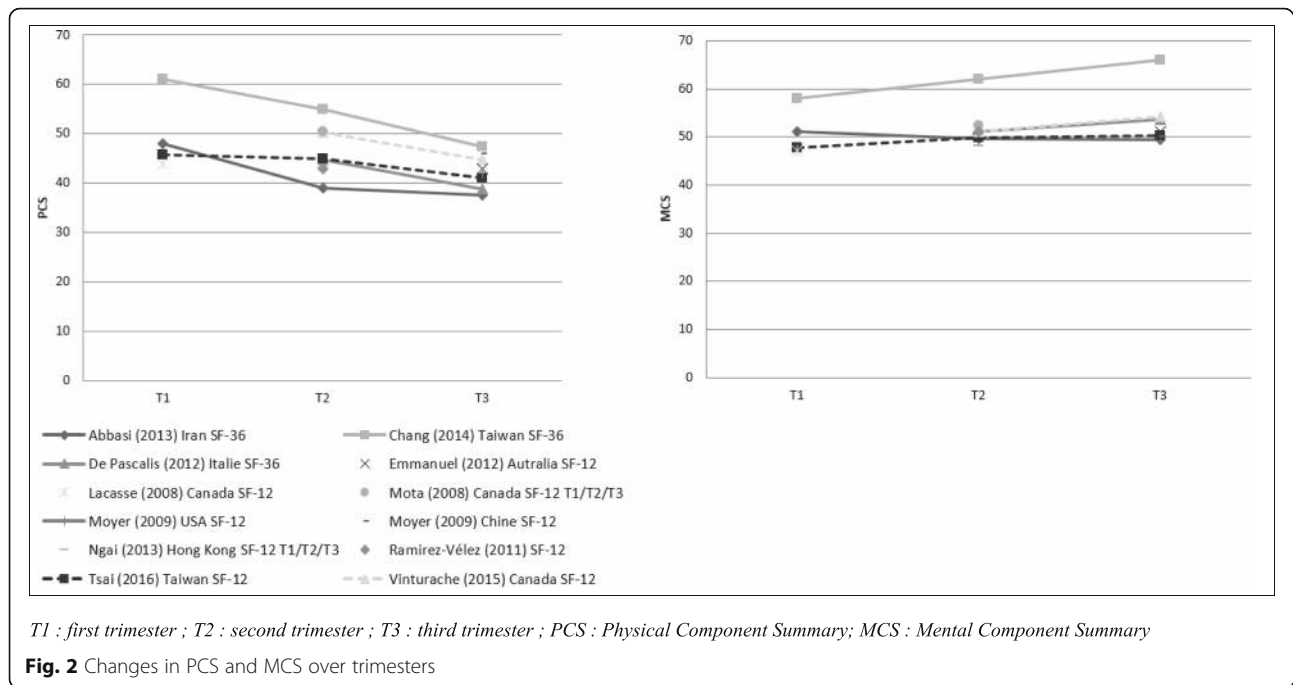 70
60
50
40
30
20
10
0
PCS
T1 T2 T3
70
60
50
40
30
20
10
0
MCS
T1 T2 T3
Abbasi (2013) Iran SF-36
Chang (2014) Taiwan SF-36
De Pascalis (2012) Italie SF-36
Emmanuel (2012) Autralia SF-12
Lacasse (2008) Canada SF-12
Mota (2008) Canada SF-12 T1/T2/T3
Moyer (2009) USA SF-12
Moyer (2009) Chine SF-12
Ngai (2013) Hong Kong SF-12 T1/T2/T3
Ramirez-Vélez (2011) SF-12
Tsai (2016) Taiwan SF-12
Vinturache (2015) Canada SF-12
T1 : first trimester ; T2 : second trimester ; T3 : third trimester ; PCS : Physical Component Summary; MCS : Mental Component Summary
Fig. 2 Changes in PCS and MCS over trimesters